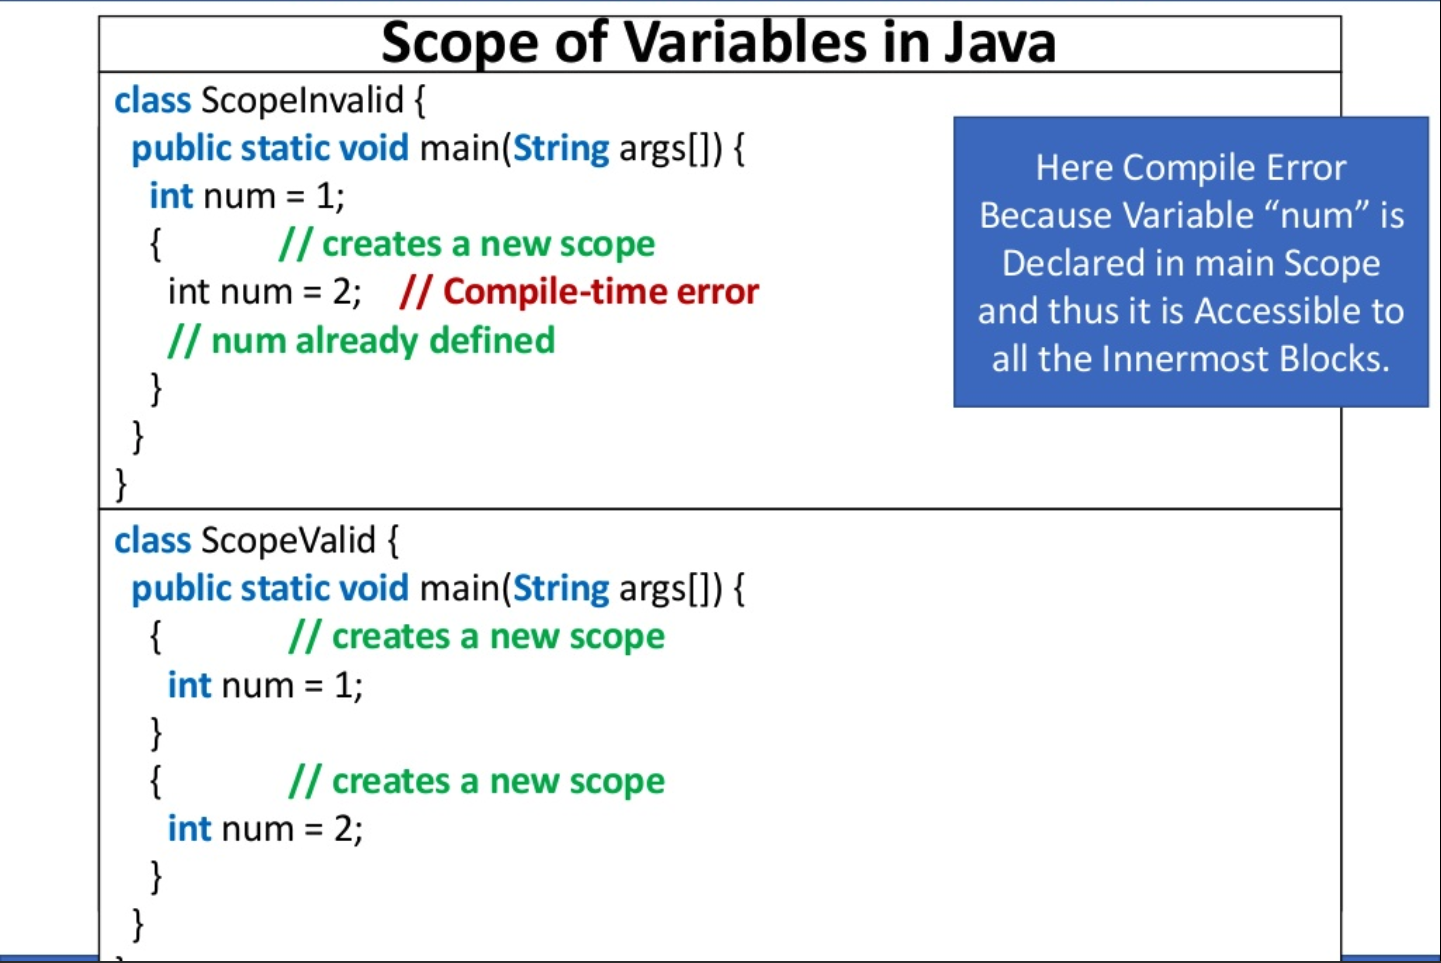 Scope of Variables in Java
class ScopeInvalid {
public static void main(String args[]) {
int num = 1;
{ // creates a new scope
int num = 2; // Compile-time error
// num already defined
}
}
}
Here Compile Error
Because Variable “num” is
Declared in main Scope
and thus it is Accessible to
all the Innermost Blocks.
class ScopeValid {
public static void main(String args[]) {
{ // creates a new scope
int num = 1;
}
{ // creates a new scope
int num = 2;
}
}